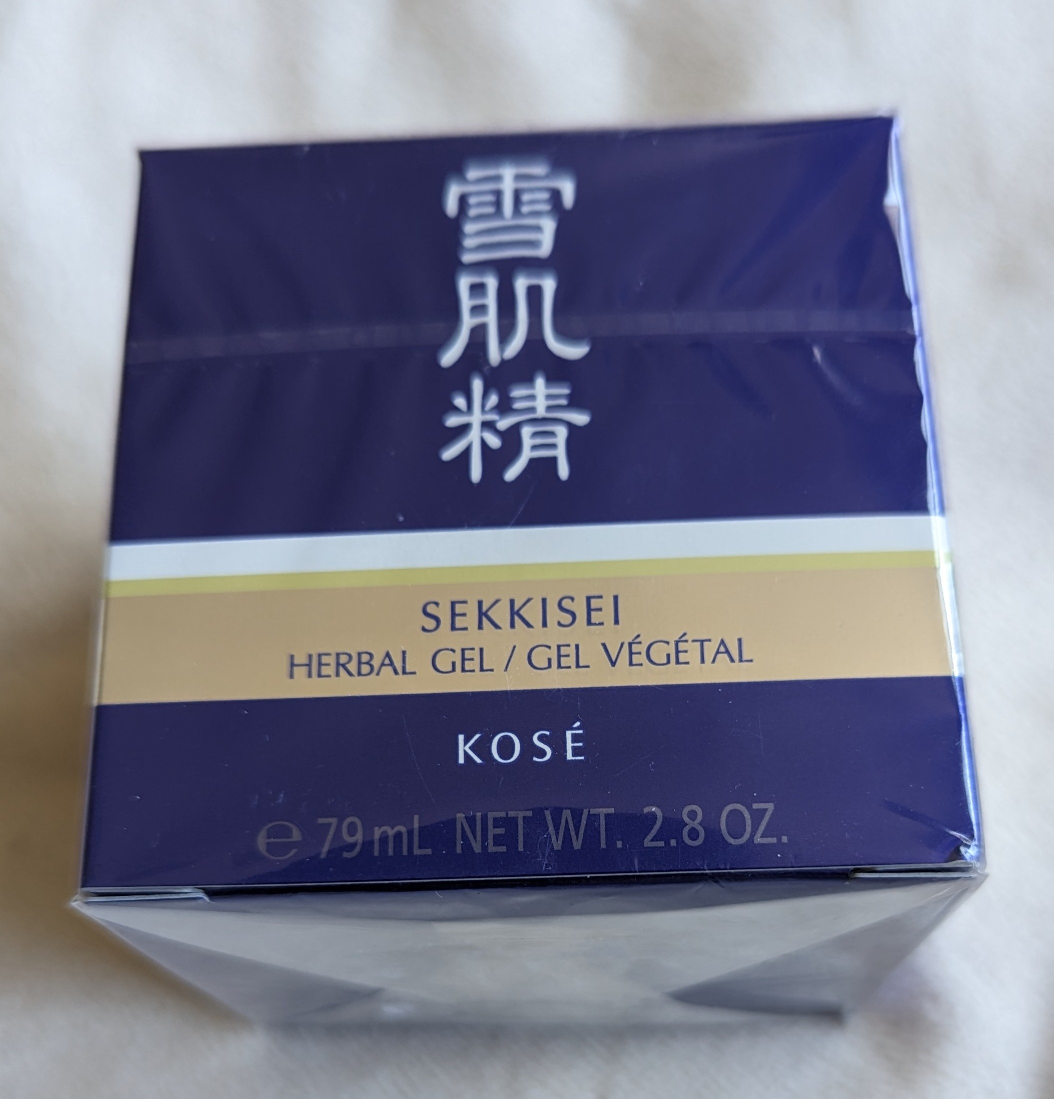 雪肌精
SEKKISEI
HERBAL GEL / GEL VÉGÉTAL
KOSÉ
℮ 79 mL NET WT. 2.8 OZ.